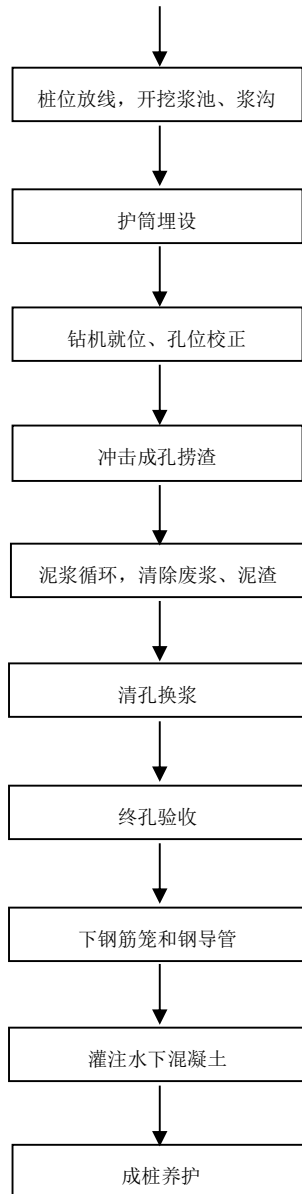 桩位放线，开挖浆池、浆沟
护筒埋设
钻机就位、孔位校正
冲击成孔捞渣
泥浆循环，清除废浆、泥渣
清孔换浆
终孔验收
下钢筋笼和钢导管
灌注水下混凝土
成桩养护